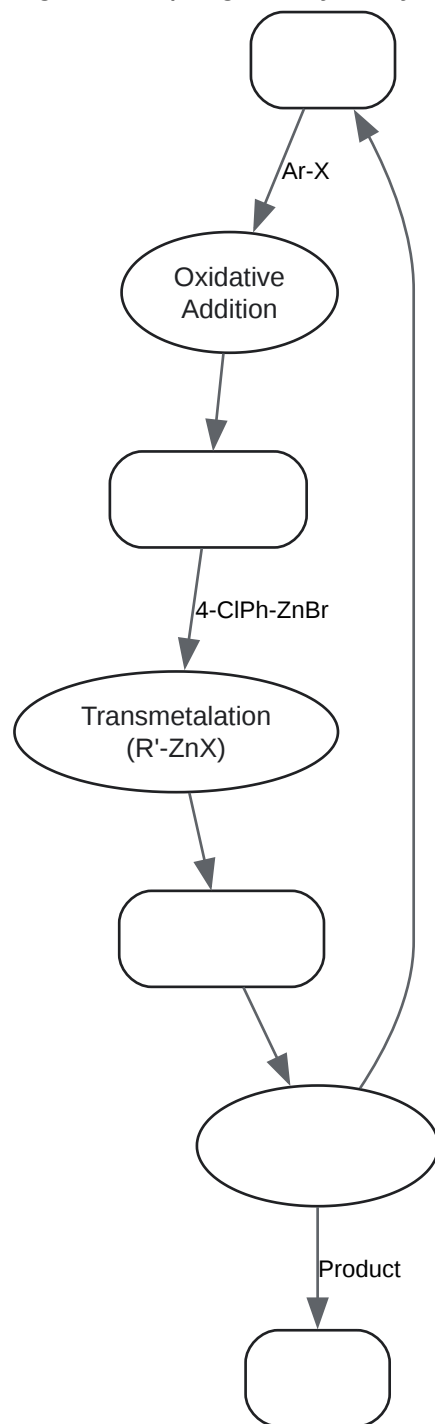 Ar-X
Oxidative
Addition
4-ClPh-ZnBr
Transmetalation
(R'-ZnX)
Product